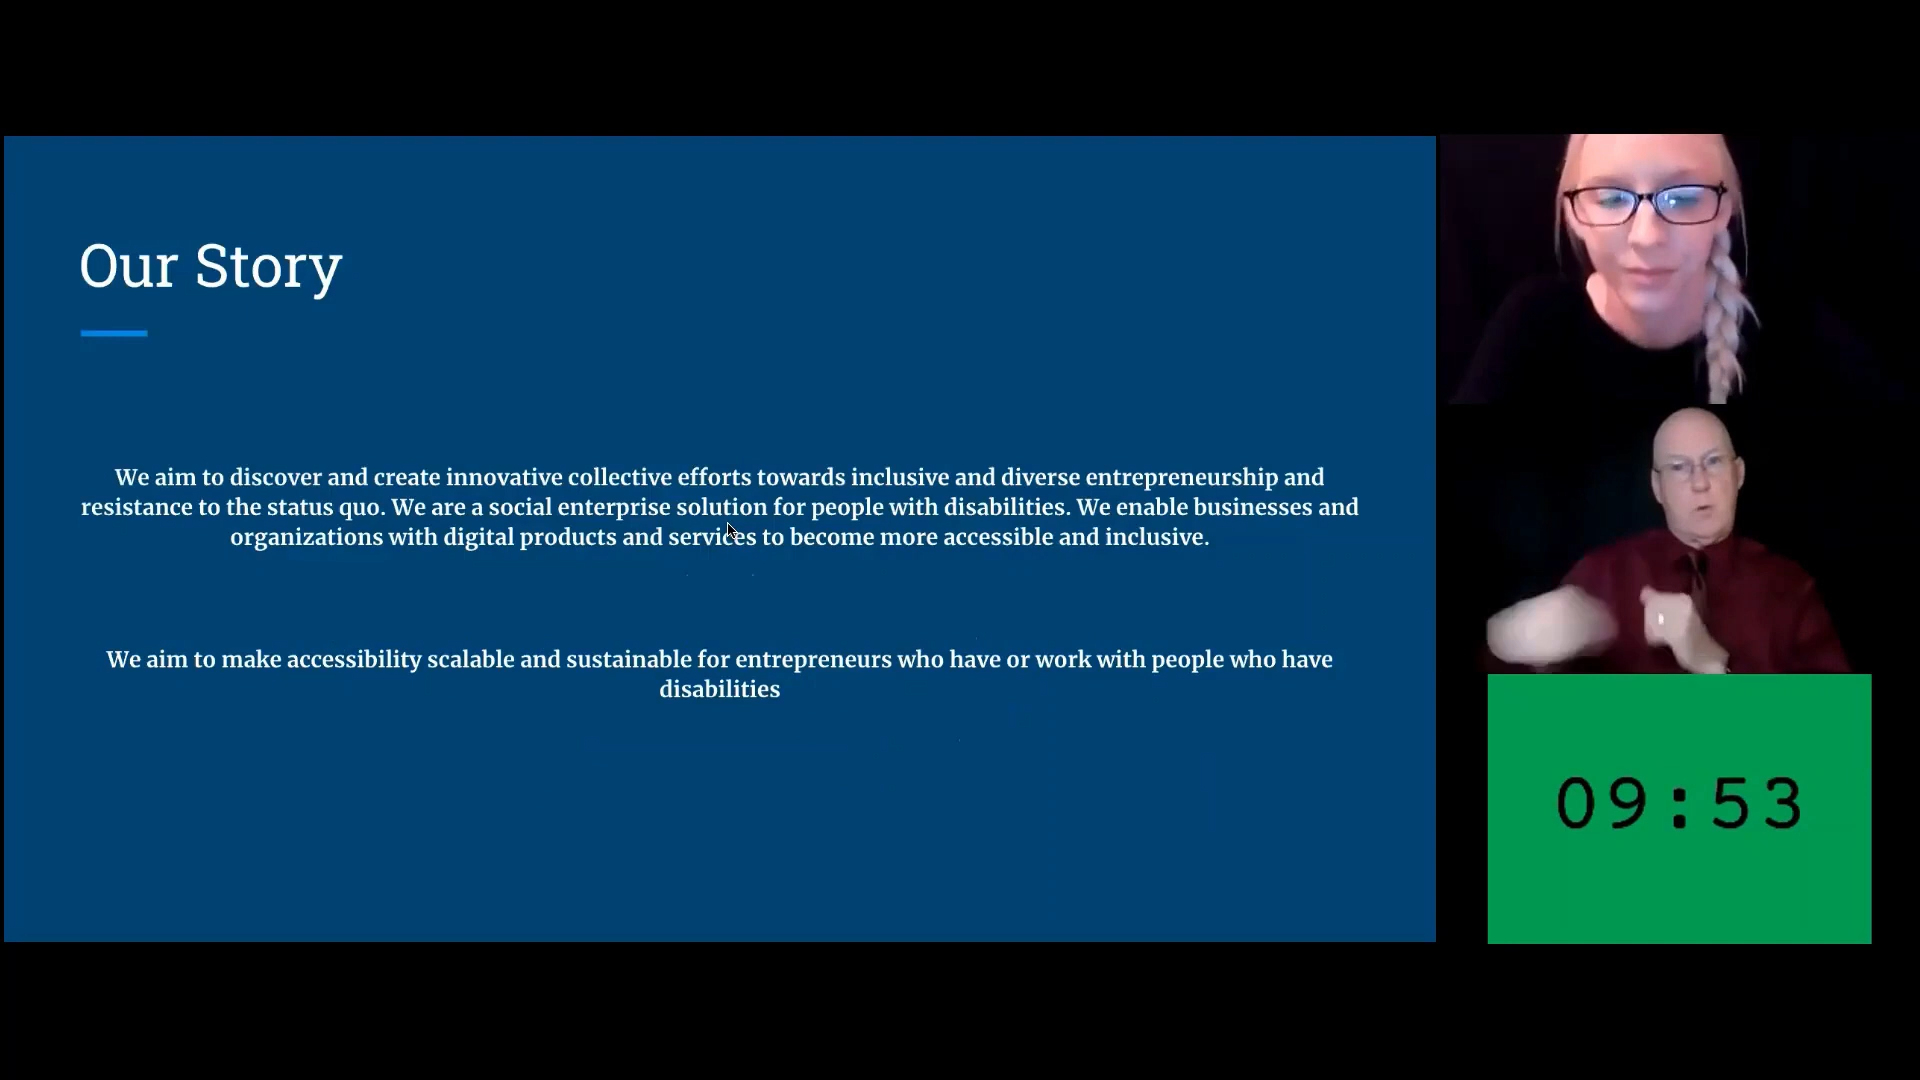 Our Story
We aim to discover and create innovative collective efforts towards inclusive and diverse entrepreneurship and
resistance to the status quo. We are a social enterprise solution for people with disabilities. We enable businesses and
organizations with digital products and services to become more accessible and inclusive.
We aim to make accessibility scalable and sustainable for entrepreneurs who have or work with people who have
disabilities
09:53